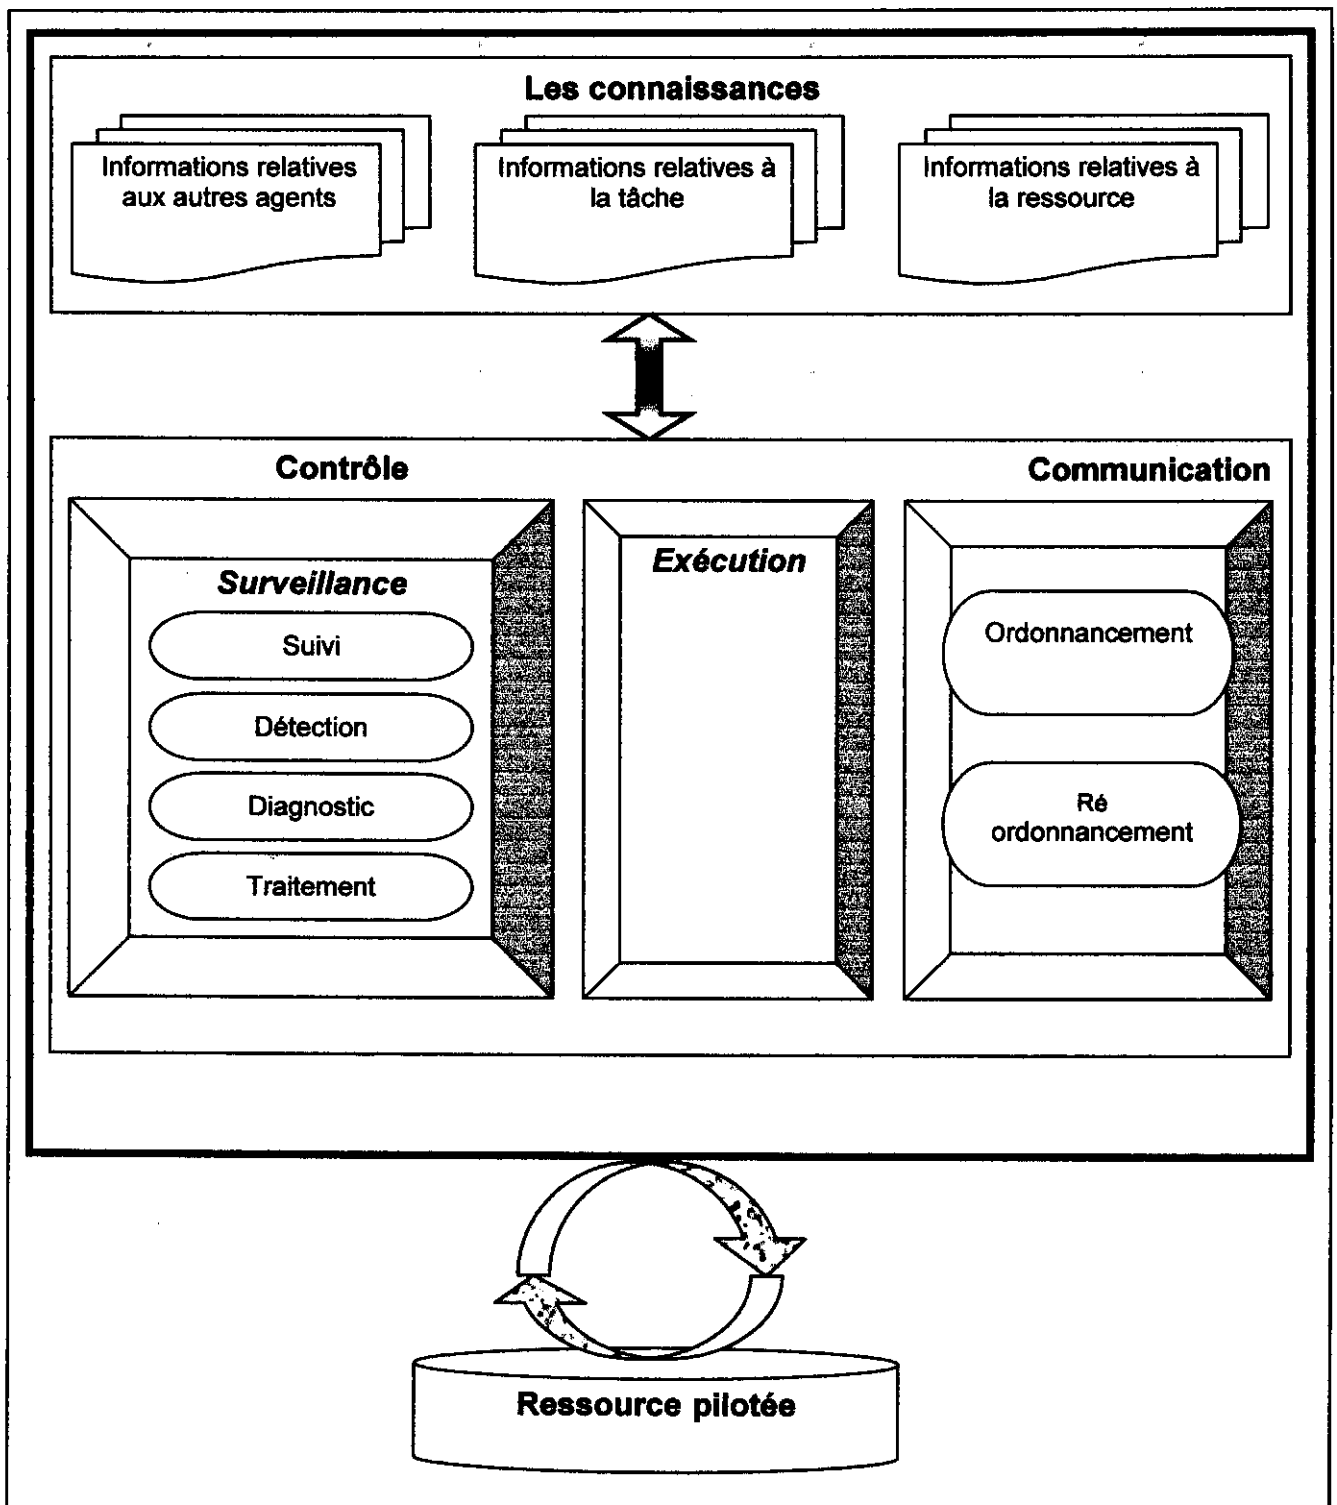 Les connaissances
Informations relatives
aux autres agents
Informations relatives à
la tâche
Informations relatives à
la ressource
Contrôle
Communication
Surveillance
Suivi
Détection
Diagnostic
Traitement
Exécution
Ordonnancement
Ré
ordonnancement
Ressource pilotée